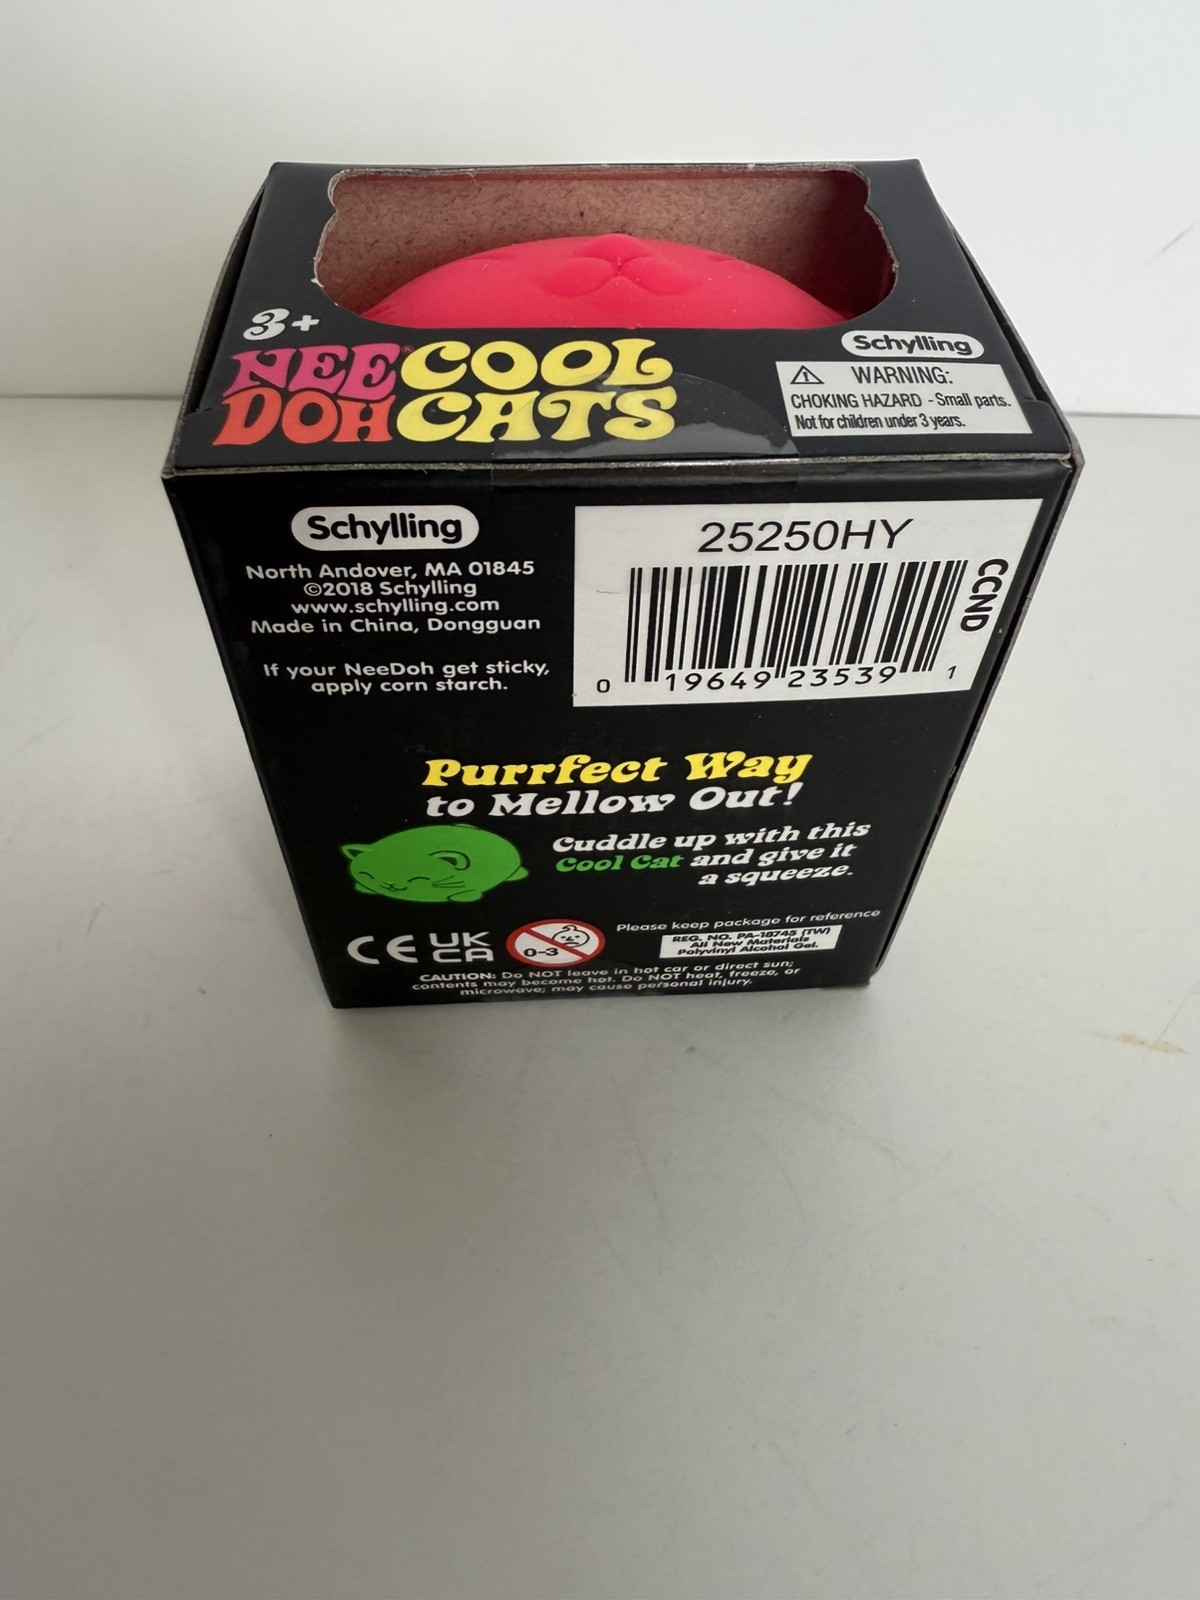 3+
NEE® COOL
DOH CATS
Schylling
WARNING:
CHOKING HAZARD - Small parts.
Not for children under 3 years.
Schylling
North Andover, MA 01845
©2018 Schylling
www.schylling.com
Made in China, Dongguan
If your NeeDoh get sticky,
apply corn starch.
25250HY
CCND
0 19649 23539 1
Purrfect Way
to Mellow Out!
Cuddle up with this
Cool Cat and give it
a squeeze.
CE UK
CA
0-3
Please keep package for reference
REG. NO. PA-18745 (TW)
All New Materials
Polyvinyl Alcohol Gel.
CAUTION: Do NOT leave in hot car or direct sun;
contents may become hot. Do NOT heat, freeze, or
microwave; may cause personal injury.